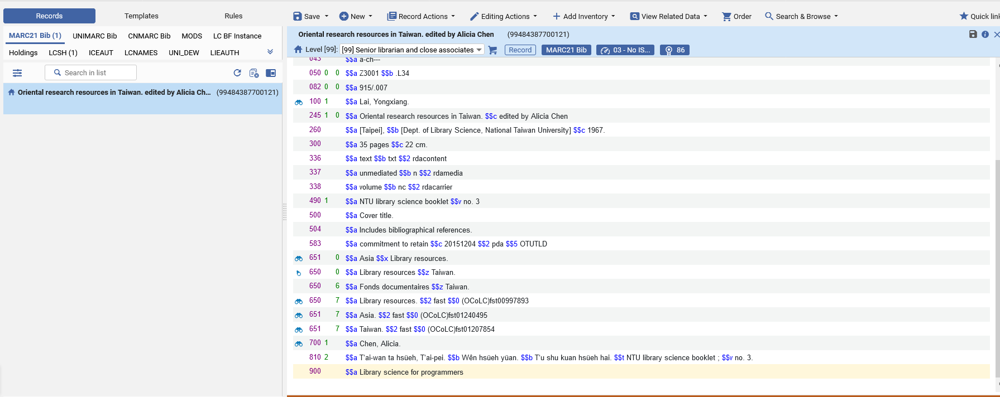 Records Templates Rules
Save New Record Actions Editing Actions Add Inventory View Related Data Order Search & Browse
MARC21 Bib (1) UNIMARC Bib CNMARC Bib MODS LC BF Instance
Holdings LCSH (1) ICEAUT LCNAMES UNI_DEW LIEAUTH
Search in list
Oriental research resources in Taiwan. edited by Alicia Ch... (99484387700121)
Quick lin
Oriental research resources in Taiwan. edited by Alicia Chen (99484387700121)
Level [99]: [99] Senior librarian and close associates Record MARC21 Bib 03 - No IS... 86
043 $$a a-ch---
050 0 0 $$a Z3001 $$b .L34
082 0 0 $$a 915/.007
100 1 $$a Lai, Yongxiang.
245 1 0 $$a Oriental research resources in Taiwan. $$c edited by Alicia Chen
260 $$a [Taipei], $$b [Dept. of Library Science, National Taiwan University] $$c 1967.
300 $$a 35 pages $$c 22 cm.
336 $$a text $$b txt $$2 rdacontent
337 $$a unmediated $$b n $$2 rdamedia
338 $$a volume $$b nc $$2 rdacarrier
490 1 $$a NTU library science booklet $$v no. 3
500 $$a Cover title.
504 $$a Includes bibliographical references.
583 $$a commitment to retain $$c 20151204 $$2 pda $$5 OTUTLD
651 0 $$a Asia $$x Library resources.
650 0 $$a Library resources $$z Taiwan.
650 6 $$a Fonds documentaires $$z Taiwan.
650 7 $$a Library resources. $$2 fast $$0 (OCoLC)fst00997893
651 7 $$a Asia. $$2 fast $$0 (OCoLC)fst01240495
651 7 $$a Taiwan. $$2 fast $$0 (OCoLC)fst01207854
700 1 $$a Chen, Alicia.
810 2 $$a Tʻai-wan ta hsüeh, Tʻai-pei. $$b Wên hsüeh yüan. $$b Tʻu shu kuan hsüeh hai. $$t NTU library science booklet ; $$v no. 3.
900 $$a Library science for programmers